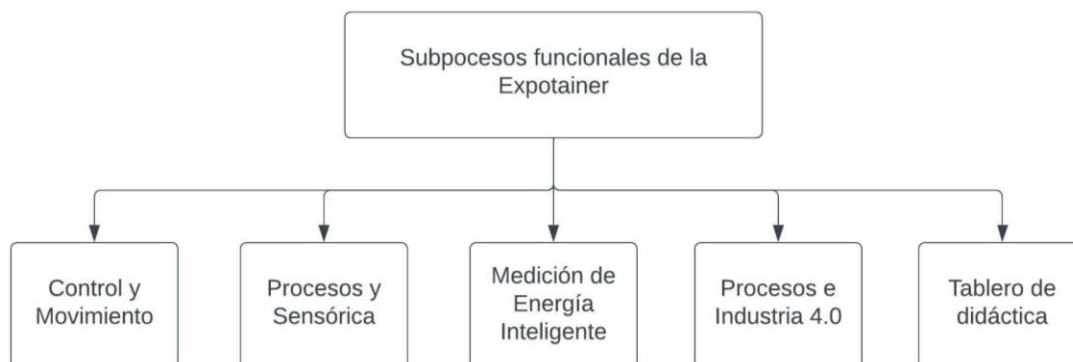 Subpocesos funcionales de la
Expotainer
Control y
Movimiento
Procesos y
Sensórica
Medición de
Energía
Inteligente
Procesos e
Industria 4.0
Tablero de
didáctica